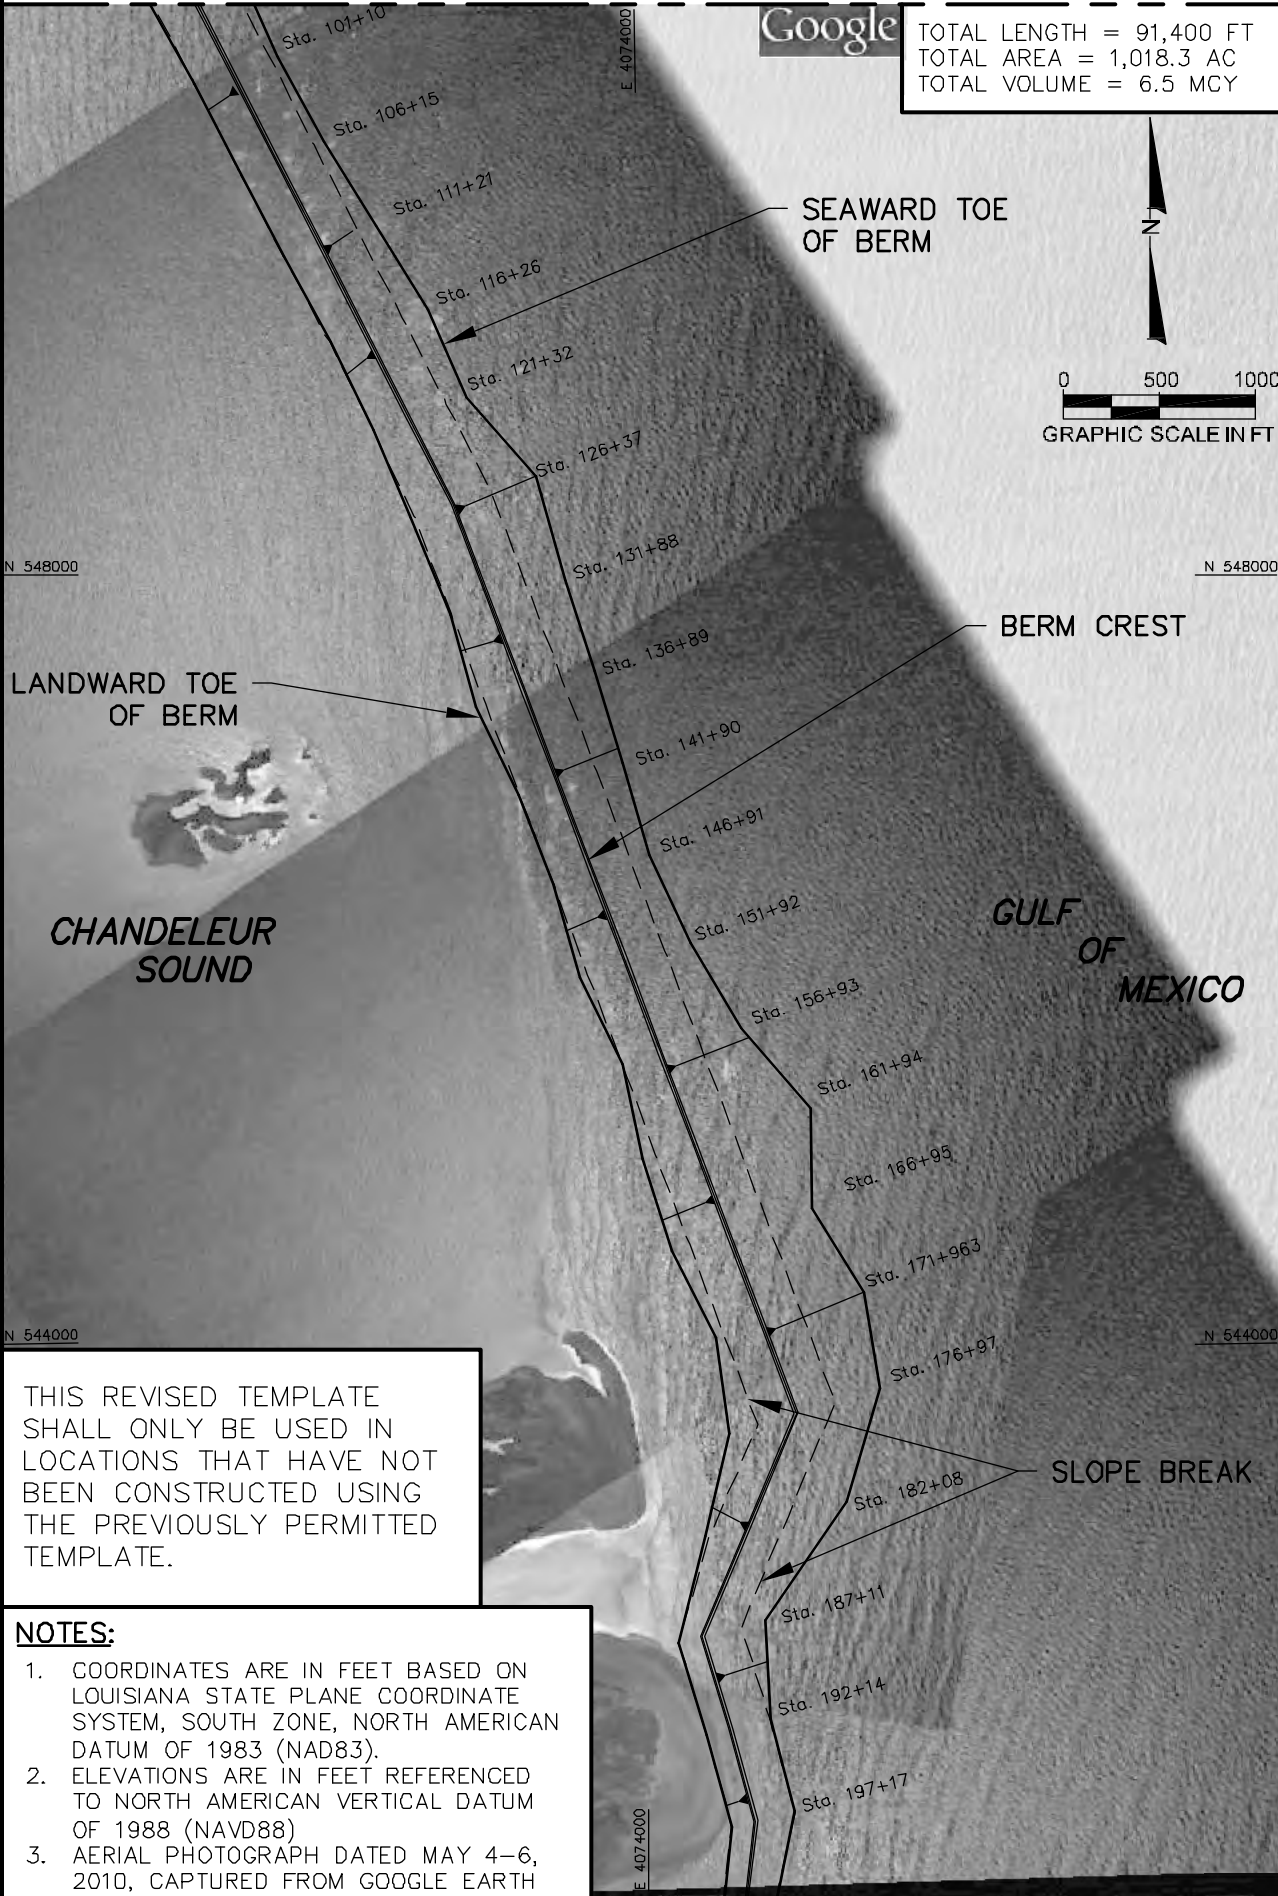 Google
TOTAL LENGTH = 91,400 FT
TOTAL AREA = 1,018.3 AC
TOTAL VOLUME = 6.5 MCY
Sta. 101+10
E 4074000
Sta. 106+15
Sta. 111+21
SEAWARD TOE
OF BERM
N
Sta. 116+26
Sta. 121+32
0 500 1000
GRAPHIC SCALE IN FT
Sta. 126+37
Sta. 131+88
N 548000
N 548000
BERM CREST
Sta. 136+89
LANDWARD TOE
OF BERM
Sta. 141+90
Sta. 146+91
CHANDELEUR
SOUND
Sta. 151+92
GULF
OF
MEXICO
Sta. 156+93
Sta. 161+94
Sta. 166+95
Sta. 171+963
N 544000
N 544000
Sta. 176+97
THIS REVISED TEMPLATE
SHALL ONLY BE USED IN
LOCATIONS THAT HAVE NOT
BEEN CONSTRUCTED USING
THE PREVIOUSLY PERMITTED
TEMPLATE.
SLOPE BREAK
Sta. 182+08
Sta. 187+11
Sta. 192+14
Sta. 197+17
E 4074000
NOTES:
1. COORDINATES ARE IN FEET BASED ON
LOUISIANA STATE PLANE COORDINATE
SYSTEM, SOUTH ZONE, NORTH AMERICAN
DATUM OF 1983 (NAD83).
2. ELEVATIONS ARE IN FEET REFERENCED
TO NORTH AMERICAN VERTICAL DATUM
OF 1988 (NAVD88)
3. AERIAL PHOTOGRAPH DATED MAY 4-6,
2010, CAPTURED FROM GOOGLE EARTH